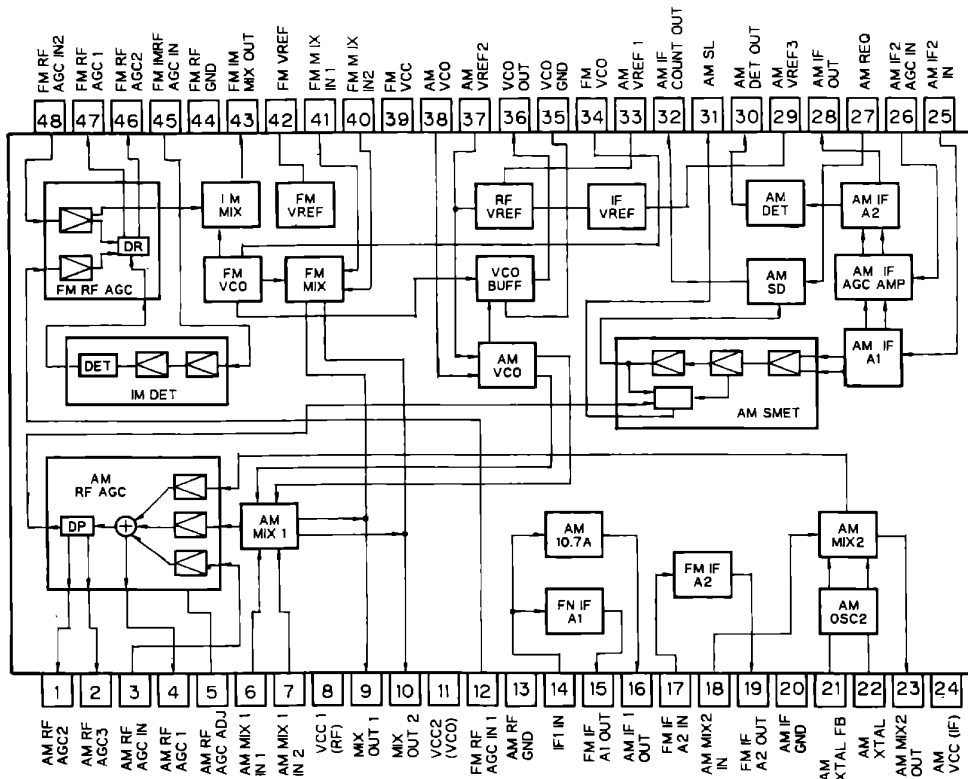 FM RF
AGC IN2
FM RF
AGC 1
FM RF
AGC2
FM IMRF
AGC IN
FM RF
GND
FM IM
MIX OUT
FM VREF
FM M IX
IN 1
FM M IX
IN2
FM
VCC
AM
VCO
AM
VREF2
VCO
OUT
VCO
GND
FM
VCO
AM
VREF 1
AM IF
COUNT OUT
AM SL
AM
DET OUT
AM
VREF3
AM IF
OUT
AM REQ
AM IF2
AGC IN
AM IF2
IN
48 47 46 45 44 43 42 41 40 39 38 37 36 35 34 33 32 31 30 29 28 27 26 25
DR
FM RF AGC
I M
MIX
FM
VREF
FM
VCO
FM
MIX
RF
VREF
IF
VREF
VCO
BUFF
AM
VCO
AM
DET
AM IF
A2
AM
SD
AM IF
AGC AMP
AM IF
A1
DET
IM DET
AM SMET
AM
RF AGC
DP
AM
MIX 1
AM
10.7A
FN IF
A1
FM IF
A2
AM
MIX2
AM
OSC2
1 2 3 4 5 6 7 8 9 10 11 12 13 14 15 16 17 18 19 20 21 22 23 24
AM RF
AGC2
AM RF
AGC3
AM RF
AGC IN
AM RF
AGC 1
AM RF
AGC ADJ
AM MIX 1
IN 1
AM MIX 1
IN 2
VCC 1
(RF)
MIX
OUT 1
MIX
OUT 2
VCC2
(VCO)
FM RF
AGC IN 1
AM RF
GND
IF1 IN
FM IF
A1 OUT
AM IF 1
OUT
FM IF
A2 IN
AM MIX2
IN
FM IF
A2 OUT
AM IF
GND
AM
XTAL FB
AM
XTAL
AM MIX2
OUT
AM
VCC (IF)